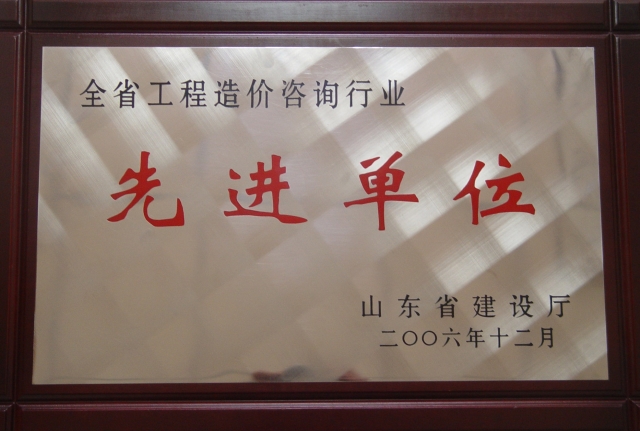 全省工程造价咨询行业
先进单位
山东省建设厅
二〇〇六年十二月